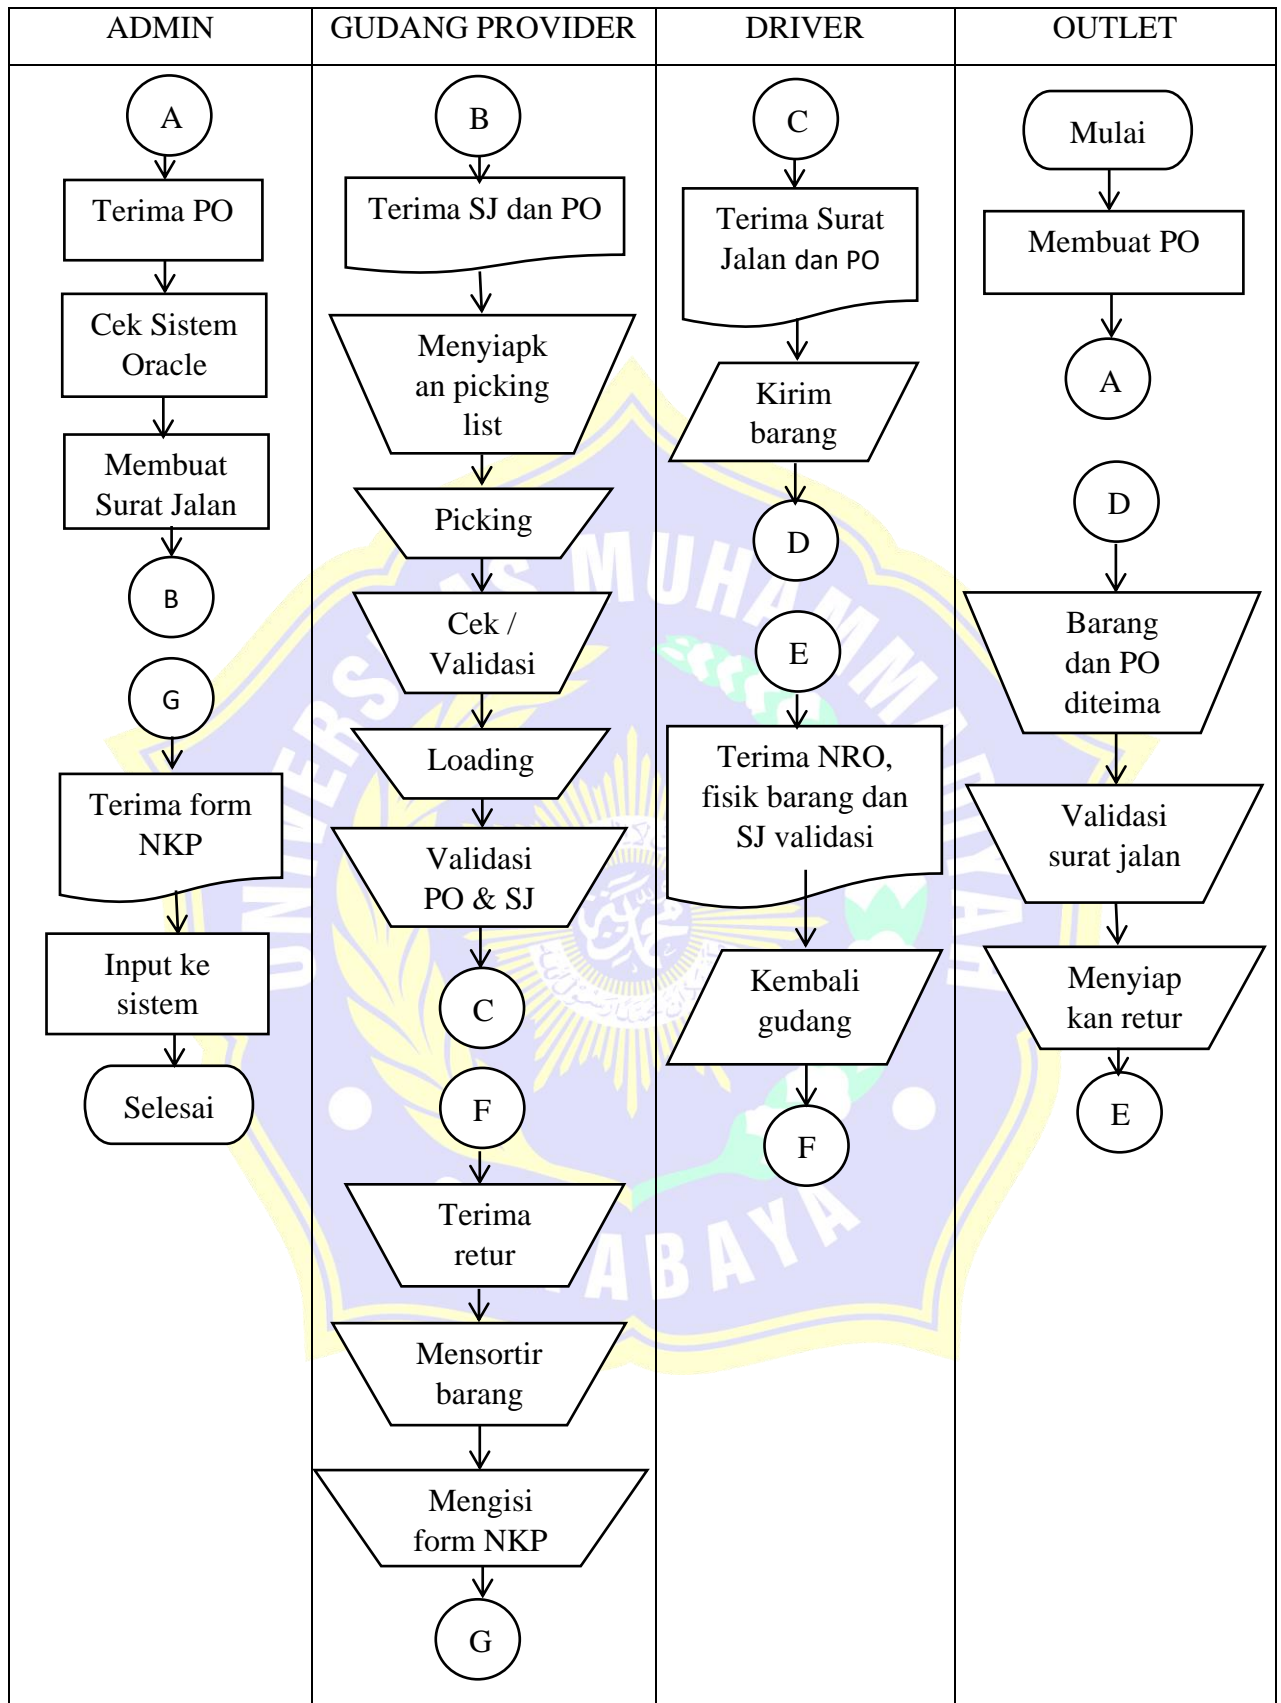 ADMIN
GUDANG PROVIDER
DRIVER
OUTLET
A
Terima PO
Cek Sistem
Oracle
Membuat
Surat Jalan
B
G
Terima form
NKP
Input ke
sistem
Selesai
B
Terima SJ dan PO
Menyiapk
an picking
list
Picking
Cek /
Validasi
Loading
Validasi
PO & SJ
C
F
Terima
retur
Mensortir
barang
Mengisi
form NKP
G
C
Terima Surat
Jalan dan PO
Kirim
barang
D
E
Terima NRO,
fisik barang dan
SJ validasi
Kembali
gudang
F
Mulai
Membuat PO
A
D
Barang
dan PO
diteima
Validasi
surat jalan
Menyiap
kan retur
E